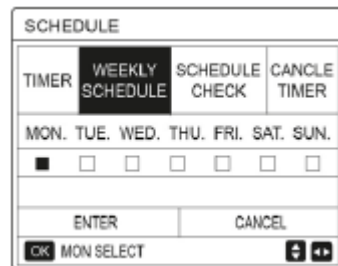 SCHEDULE
TIMER WEEKLY SCHEDULE SCHEDULE CHECK CANCLE TIMER
MON. TUE. WED. THU. FRI. SAT. SUN.
ENTER CANCEL
OK MON SELECT